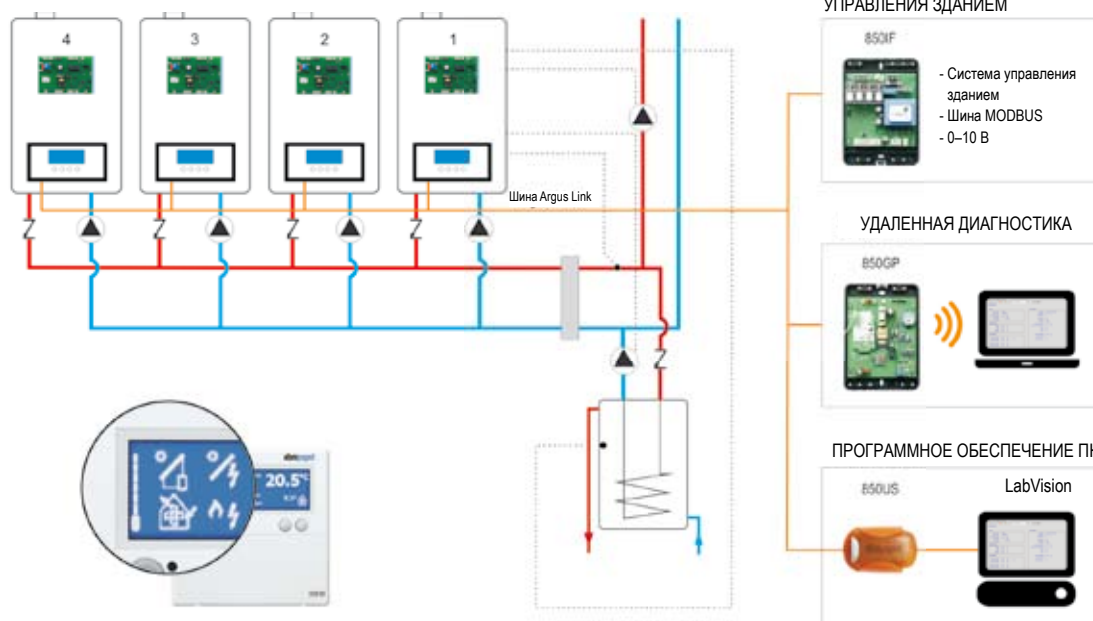 УПРАВЛЕНИЯ ЗДАНИЕМ
4
3
2
1
850IF
- Система управления
зданием
- Шина MODBUS
- 0–10 В
Шина Argus Link
УДАЛЕННАЯ ДИАГНОСТИКА
850GP
20.5°C
ПРОГРАММНОЕ ОБЕСПЕЧЕНИЕ ПК
850US
LabVision